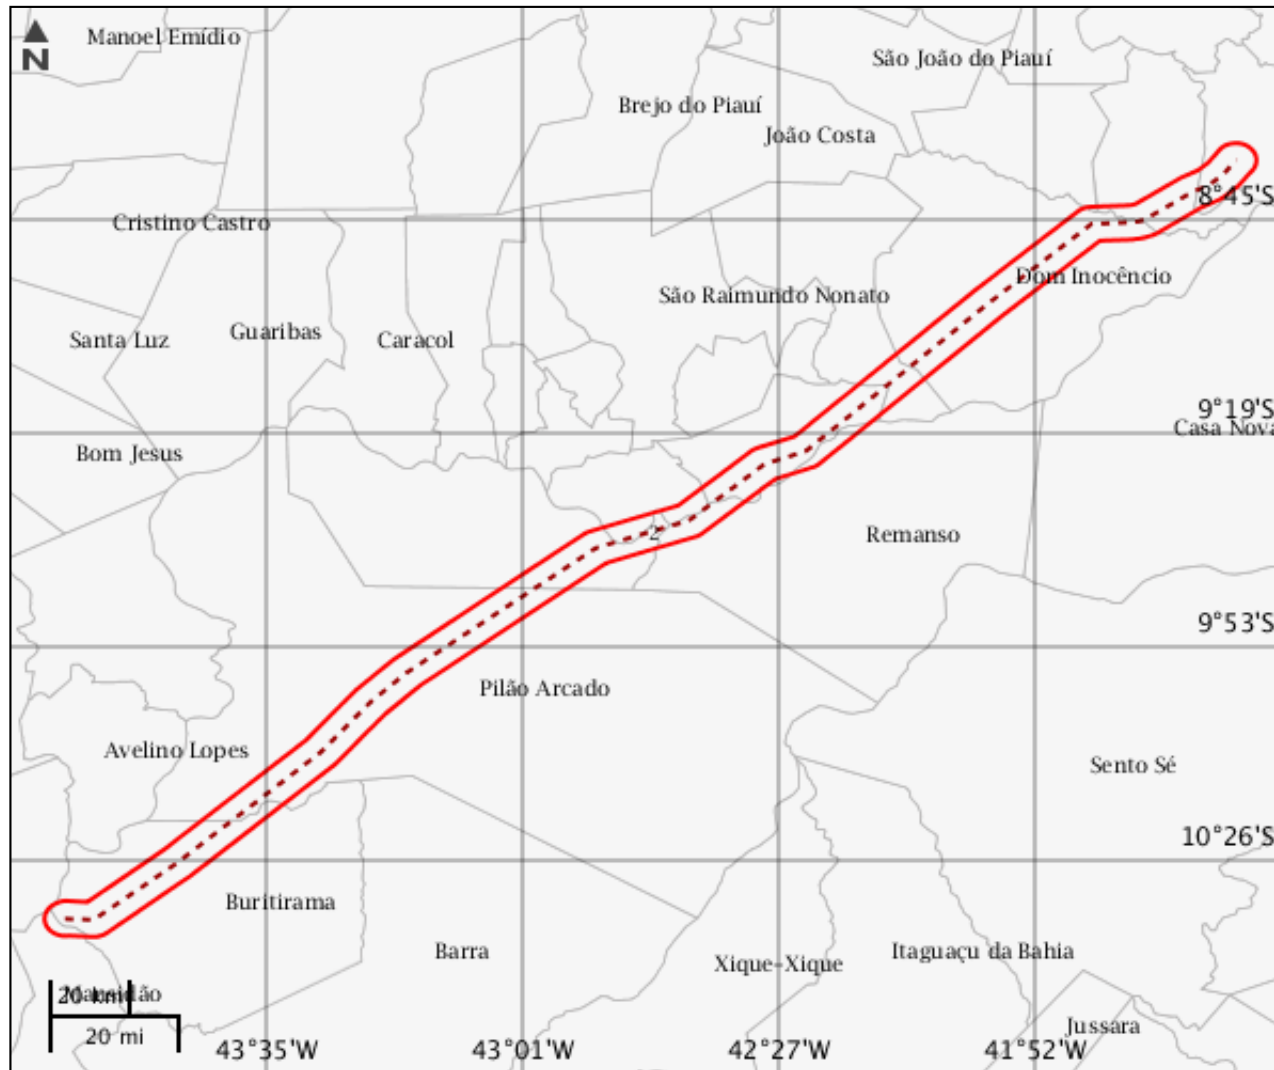 Manoel Emídio
N
São João do Piauí
Brejo do Piauí
João Costa
8°45'S
Cristino Castro
Dom Inocêncio
São Raimundo Nonato
Santa Luz
Guaribas
Caracol
9°19'S
Casa Nova
Bom Jesus
2
Remanso
9°53'S
Pilão Arcado
Avelino Lopes
Sento Sé
10°26'S
Buritirama
Barra
Itaguaçu da Bahia
Xique-Xique
20 km
Mansidão
Jussara
20 mi
43°35'W
43°01'W
42°27'W
41°52'W